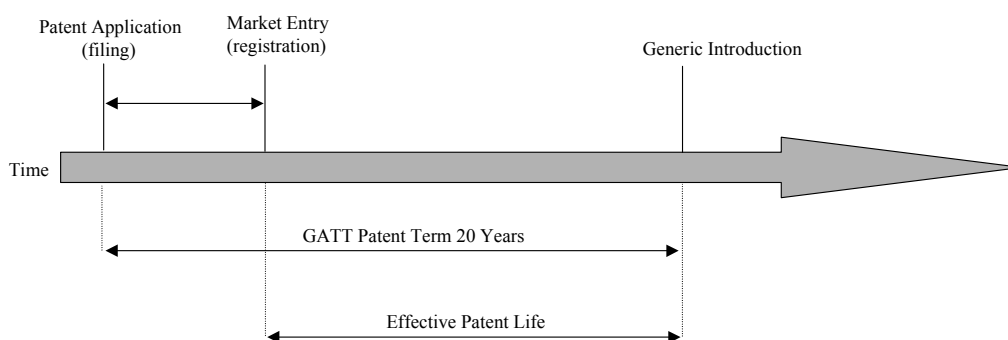 Patent Application
(filing)
Market Entry
(registration)
Generic Introduction
Time
GATT Patent Term 20 Years
Effective Patent Life